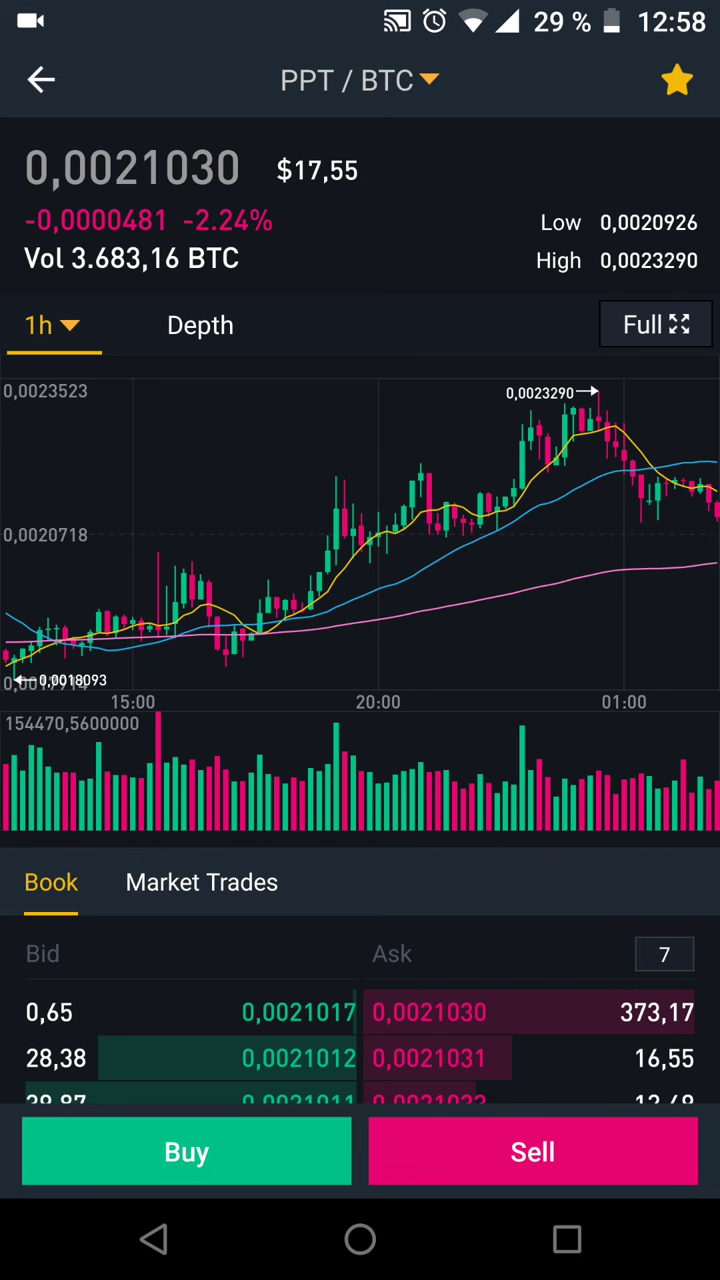 29 % 12:58
PPT / BTC
0,0021030 $17,55
-0,0000481 -2.24%
Low 0,0020926
Vol 3.683,16 BTC
High 0,0023290
1h Depth Full
0,0023523
0,0023290
0,0020718
0,0018093
15:00 20:00 01:00
154470,5600000
Book Market Trades
Bid Ask 7
0,65 0,0021017 0,0021030 373,17
28,38 0,0021012 0,0021031 16,55
Buy Sell